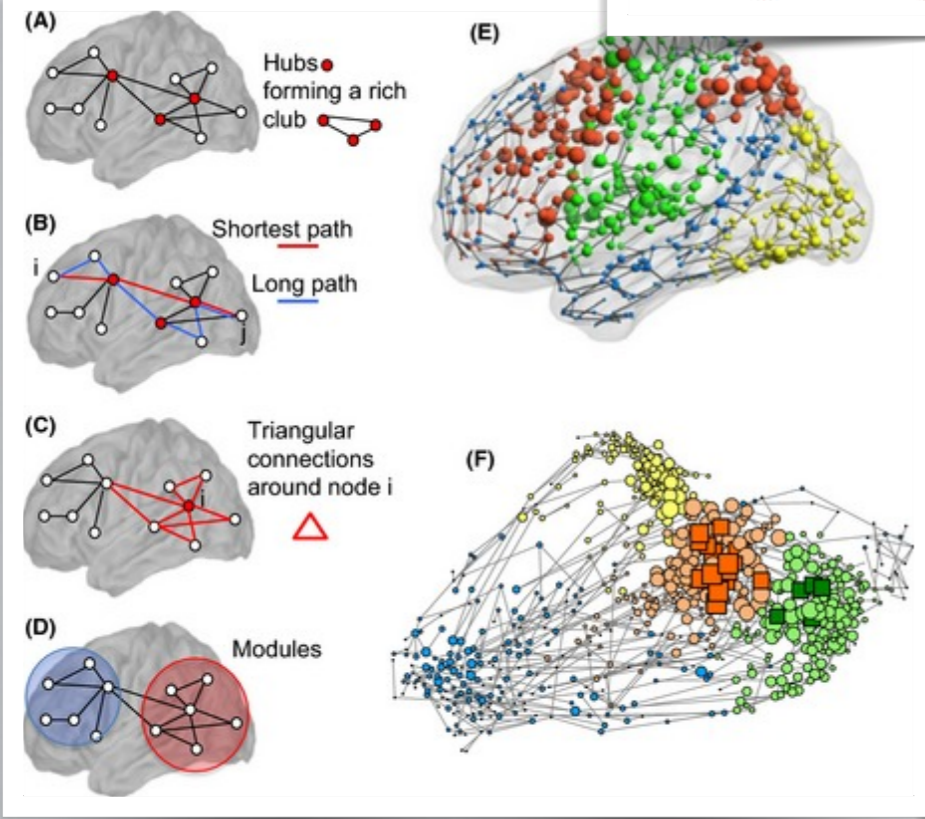 (A)
Hubs
forming a rich
club
(B)
Shortest path
Long path
i
j
(C)
Triangular
connections
around node i
i
(D)
Modules
(E)
(F)